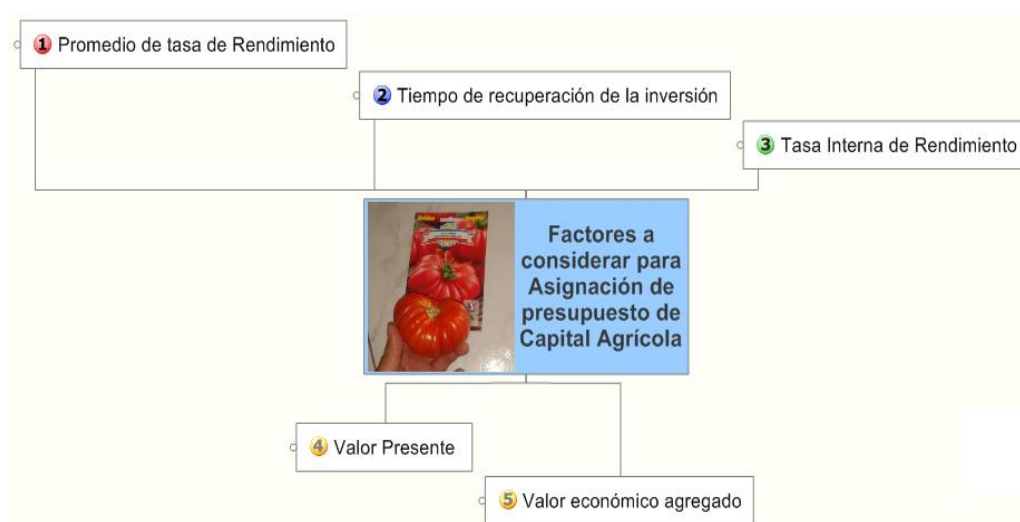 1 Promedio de tasa de Rendimiento
2 Tiempo de recuperación de la inversión
3 Tasa Interna de Rendimiento
Factores a
considerar para
Asignación de
presupuesto de
Capital Agrícola
4 Valor Presente
5 Valor económico agregado